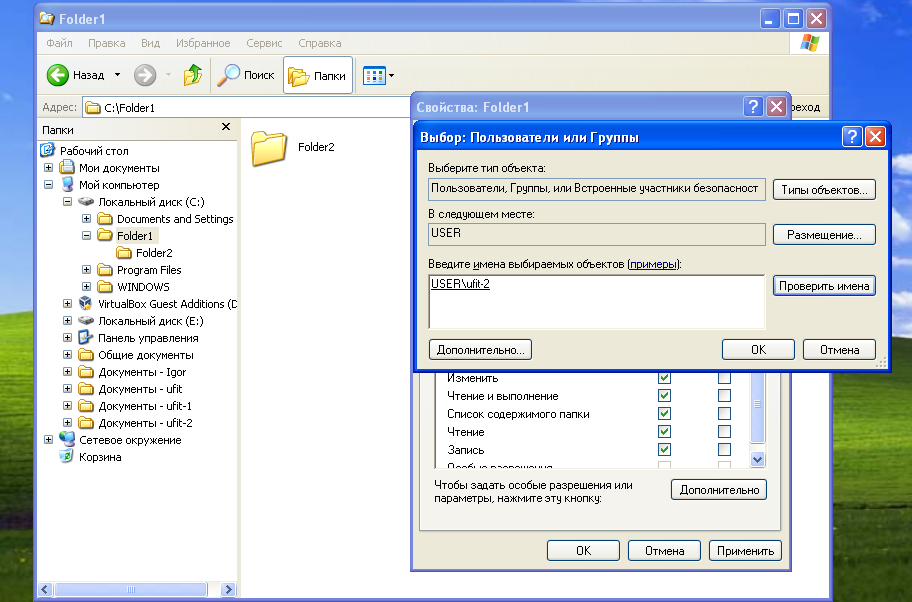 Folder1
Файл Правка Вид Избранное Сервис Справка
Назад Поиск Папки
Адрес: C:\Folder1
Папки
Рабочий стол
Мои документы
Мой компьютер
Локальный диск (C:)
Documents and Settings
Folder1
Folder2
Program Files
WINDOWS
VirtualBox Guest Additions (D
Локальный диск (E:)
Панель управления
Общие документы
Документы - Igor
Документы - ufit
Документы - ufit-1
Документы - ufit-2
Сетевое окружение
Корзина
Folder2
Свойства: Folder1
Выбор: Пользователи или Группы
Выберите тип объекта:
Пользователи, Группы, или Встроенные участники безопасност
Типы объектов...
В следующем месте:
USER
Размещение...
Введите имена выбираемых объектов (примеры):
USER\ufit-2
Проверить имена
Дополнительно...
OK
Отмена
Изменить
Чтение и выполнение
Список содержимого папки
Чтение
Запись
Особые разрешения
Чтобы задать особые разрешения или
параметры, нажмите эту кнопку:
Дополнительно
OK
Отмена
Применить